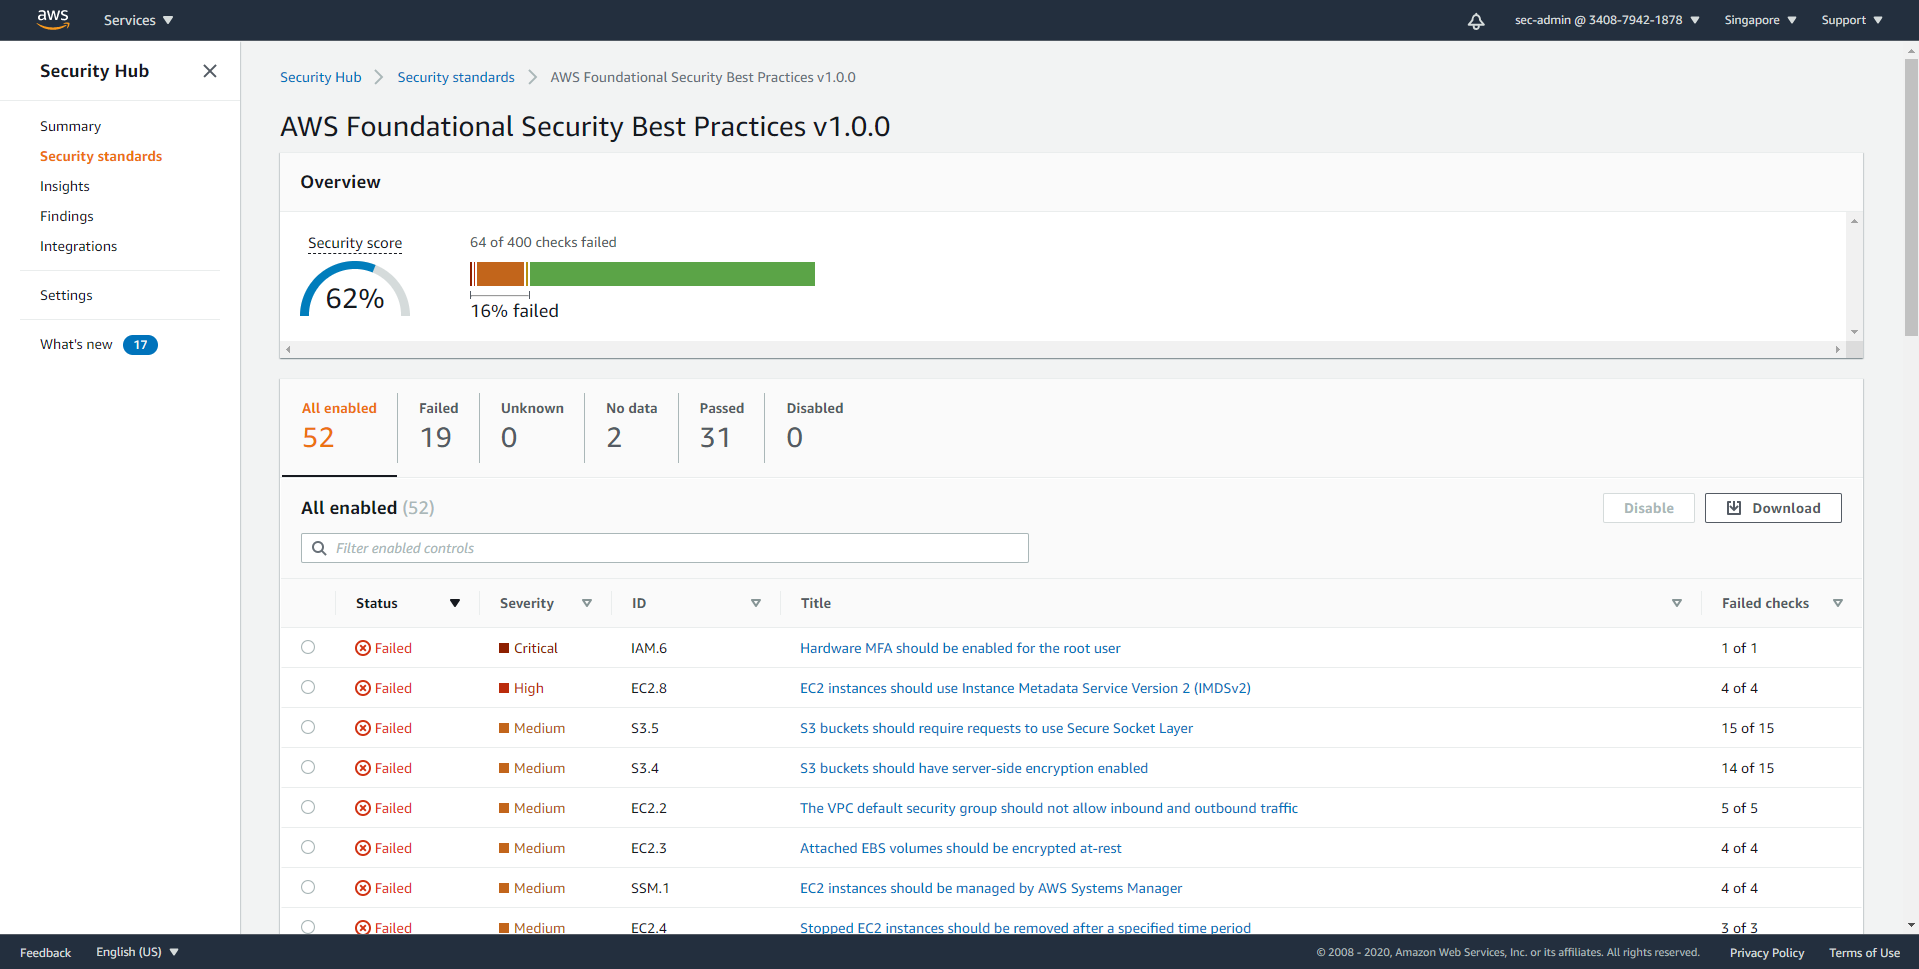 aws Services sec-admin @ 3408-7942-1878 Singapore Support
Security Hub
Summary
Security standards
Insights
Findings
Integrations
Settings
What's new 17
Security Hub Security standards AWS Foundational Security Best Practices v1.0.0
AWS Foundational Security Best Practices v1.0.0
Overview
Security score
62%
64 of 400 checks failed
16% failed
All enabled Failed Unknown No data Passed Disabled
52 19 0 2 31 0
All enabled (52) Disable Download
Filter enabled controls
Status Severity ID Title Failed checks
Failed Critical IAM.6 Hardware MFA should be enabled for the root user 1 of 1
Failed High EC2.8 EC2 instances should use Instance Metadata Service Version 2 (IMDSv2) 4 of 4
Failed Medium S3.5 S3 buckets should require requests to use Secure Socket Layer 15 of 15
Failed Medium S3.4 S3 buckets should have server-side encryption enabled 14 of 15
Failed Medium EC2.2 The VPC default security group should not allow inbound and outbound traffic 5 of 5
Failed Medium EC2.3 Attached EBS volumes should be encrypted at-rest 4 of 4
Failed Medium SSM.1 EC2 instances should be managed by AWS Systems Manager 4 of 4
Failed Medium EC2.4 Stopped EC2 instances should be removed after a specified time period 3 of 3
Feedback English (US) © 2008 - 2020, Amazon Web Services, Inc. or its affiliates. All rights reserved. Privacy Policy Terms of Use